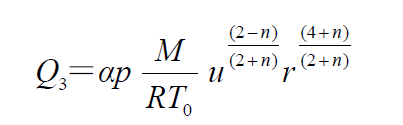 Q₃=αp M/(RT₀) u^((2−n)/(2+n)) r^((4+n)/(2+n))